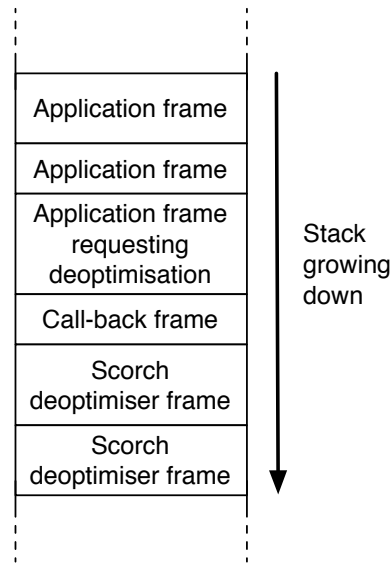 Application frame
Application frame
Application frame
requesting
deoptimisation
Call-back frame
Scorch
deoptimiser frame
Scorch
deoptimiser frame
Stack
growing
down